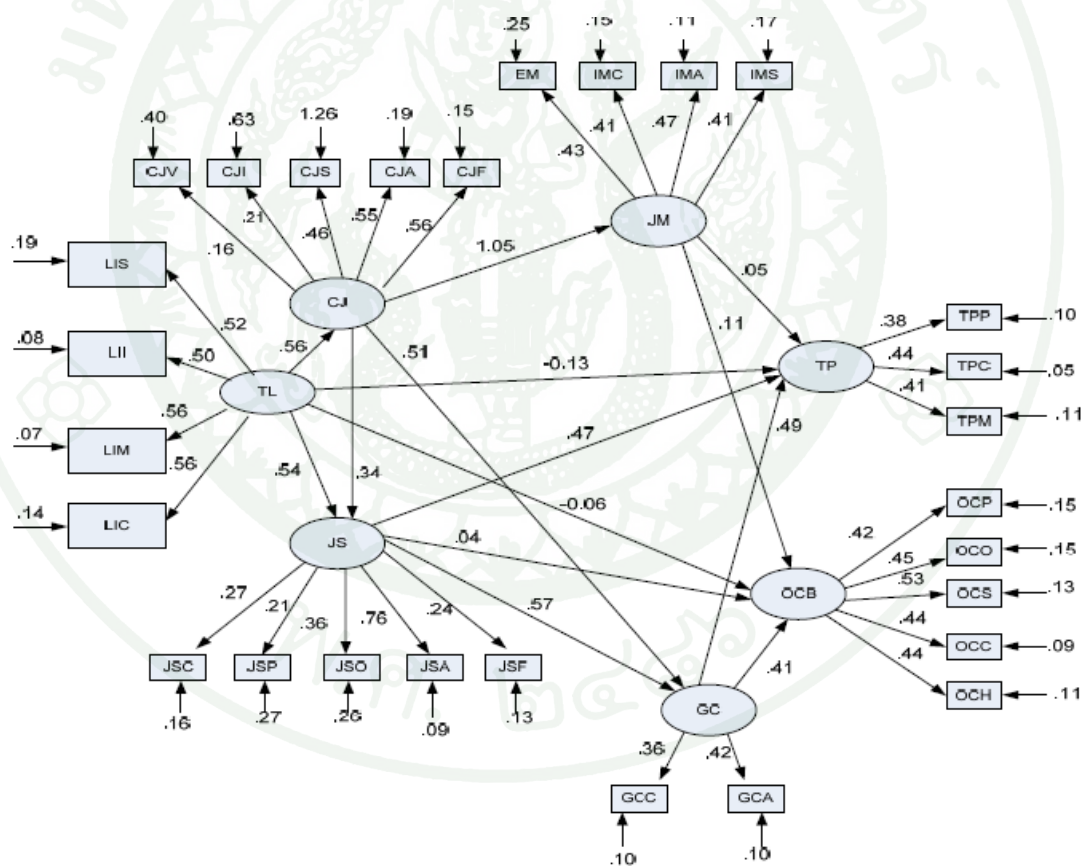 .25 .15 .11 .17
EM IMC IMA IMS
.43 .41 .47 .41
.40 .63 1.26 .19 .15
CJV CJI CJS CJA CJF
.16 .21 .46 .55 .56
JM
1.05
.19 LIS
CJI
.52
.05
.11
.08 LII
.50
.56
.51
TL
-0.13
TP
.38 TPP .10
.44 TPC .05
.41 TPM .11
.07 LIM
.56
.14 LIC
.56
.54
.34
.47
.49
-0.06
JS
.04
.57
OCB
.42 OCP .15
.45 OCO .15
.53 OCS .13
.44 OCC .09
.44 OCH .11
.27 .21 .36 .76 .24
JSC JSP JSO JSA JSF
.16 .27 .26 .09 .13
.41
GC
.36 .42
GCC GCA
.10 .10